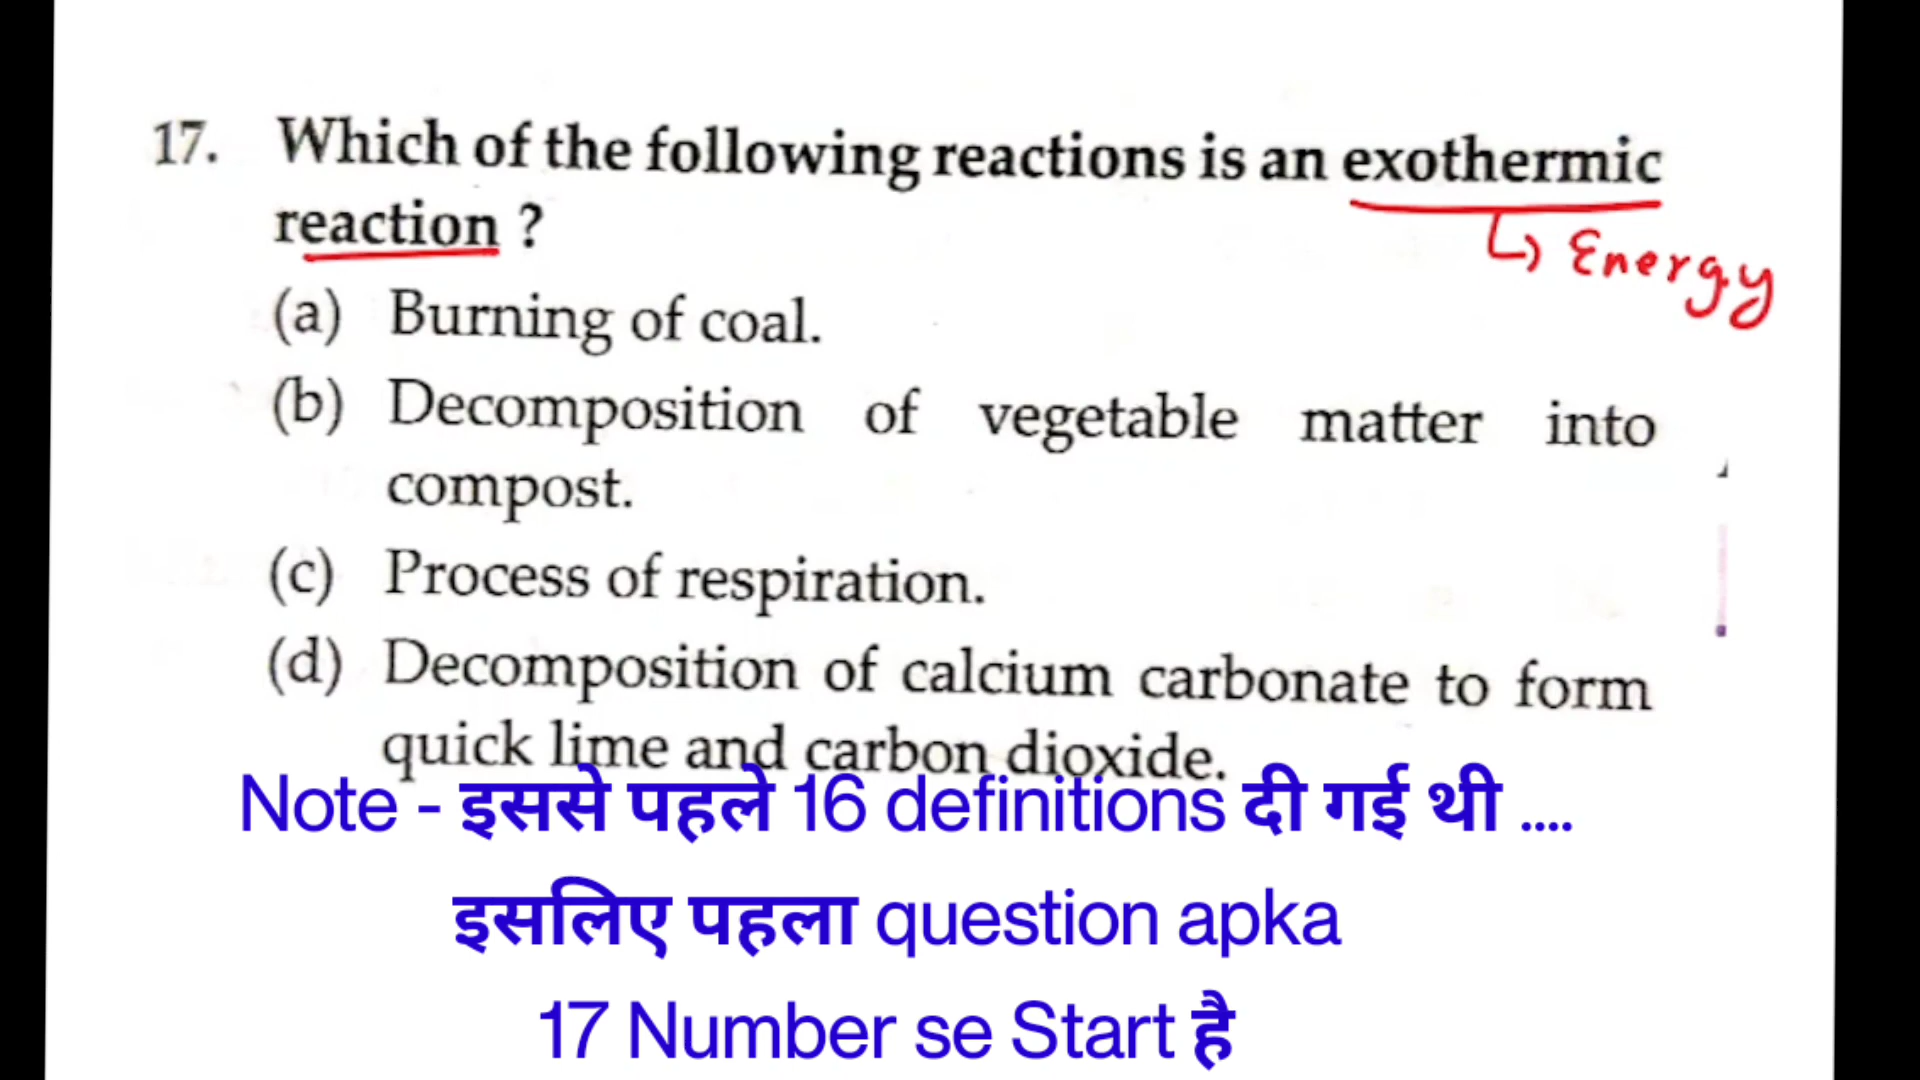 17. Which of the following reactions is an exothermic
reaction ?
Energy
(a) Burning of coal.
(b) Decomposition of vegetable matter into
compost.
(c) Process of respiration.
(d) Decomposition of calcium carbonate to form
quick lime and carbon dioxide.
Note - इससे पहले 16 definitions दी गई थी ....
इसलिए पहला question apka
17 Number se Start है